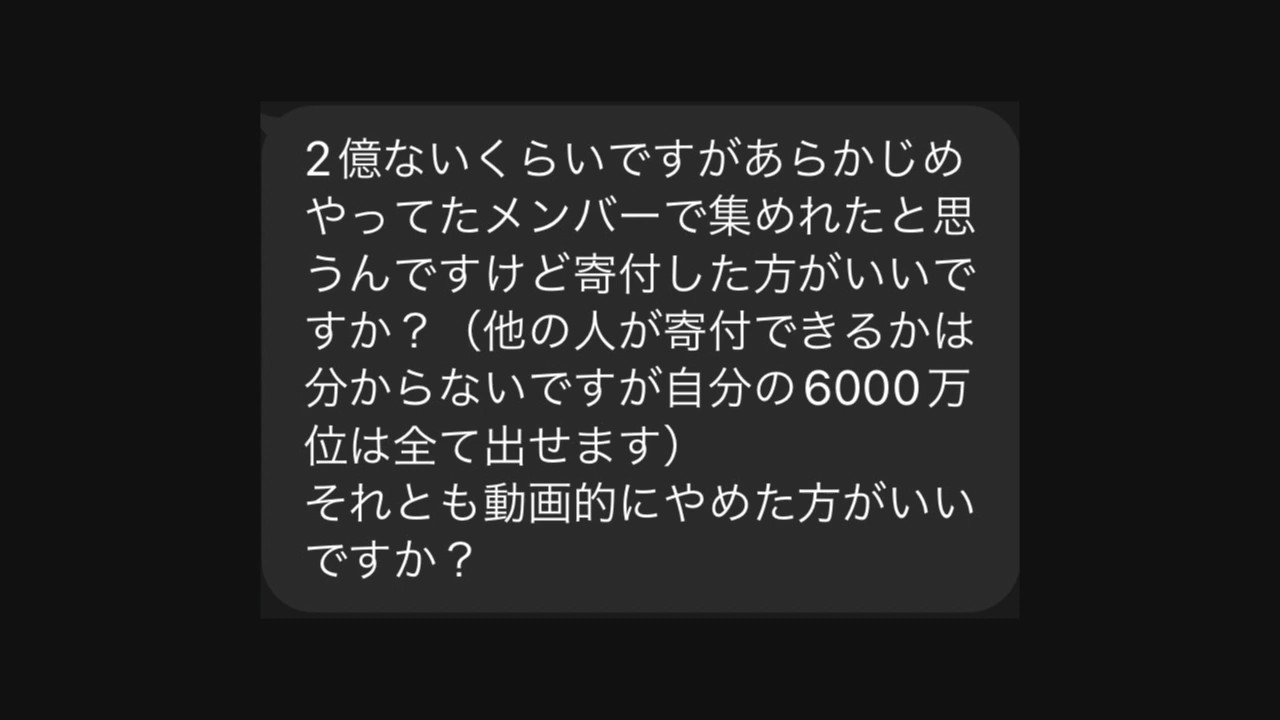 2億ないくらいですがあらかじめ
やってたメンバーで集めれたと思
うんですけど寄付した方がいいで
すか？（他の人が寄付できるかは
分からないですが自分の6000万
位は全て出せます）
それとも動画的にやめた方がいい
ですか？